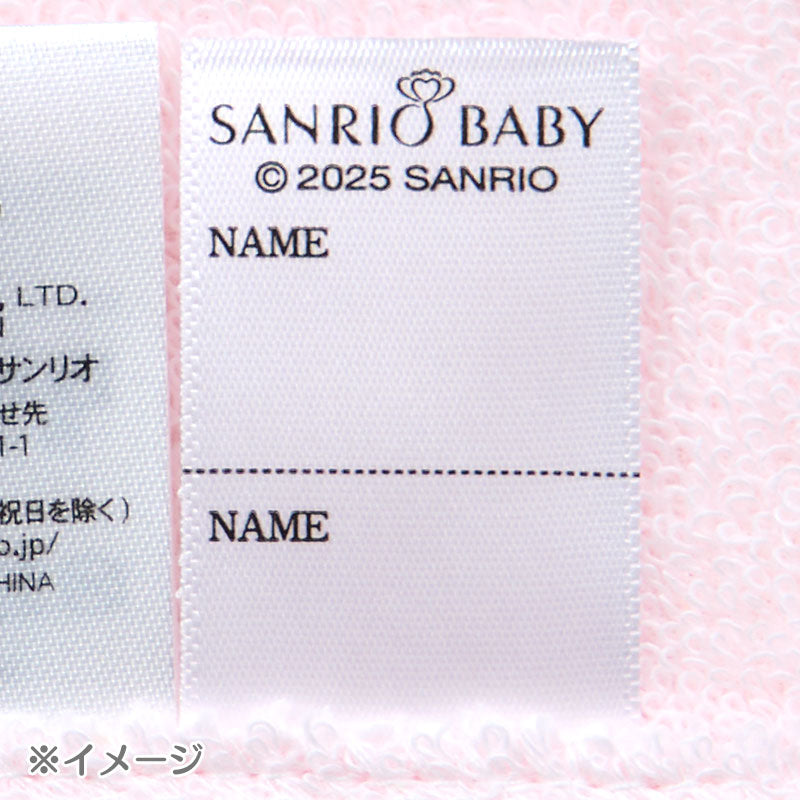 SANRIO BABY
© 2025 SANRIO
NAME
NAME
, LTD.
サンリオ
せ先
1-1
祝日を除く)
o.jp/
HINA
※イメージ